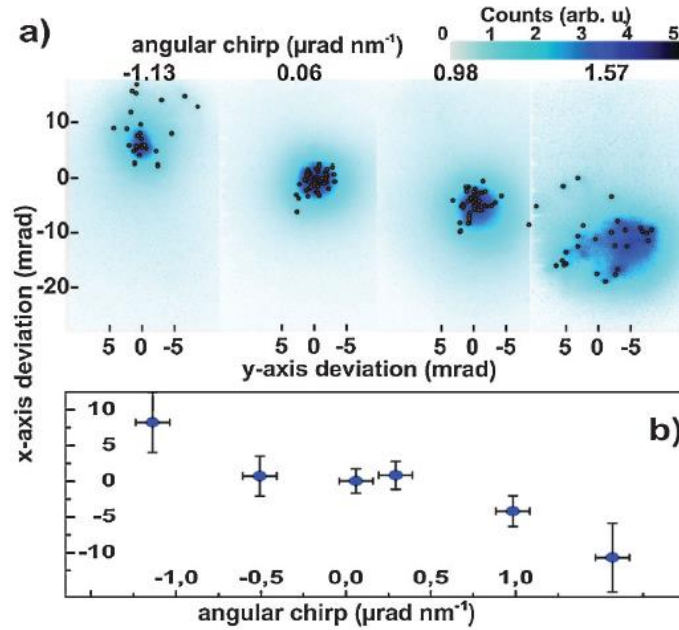 a)
Counts (arb. u)
angular chirp (µrad nm⁻¹)
0 1 2 3 4 5
-1.13 0.06 0.98 1.57
10
0
-10
-20
5 0 -5 5 0 -5 5 0 -5 5 0 -5
y-axis deviation (mrad)
x-axis deviation (mrad)
b)
10
5
0
-5
-10
-1,0 -0,5 0,0 0,5 1,0
angular chirp (µrad nm⁻¹)